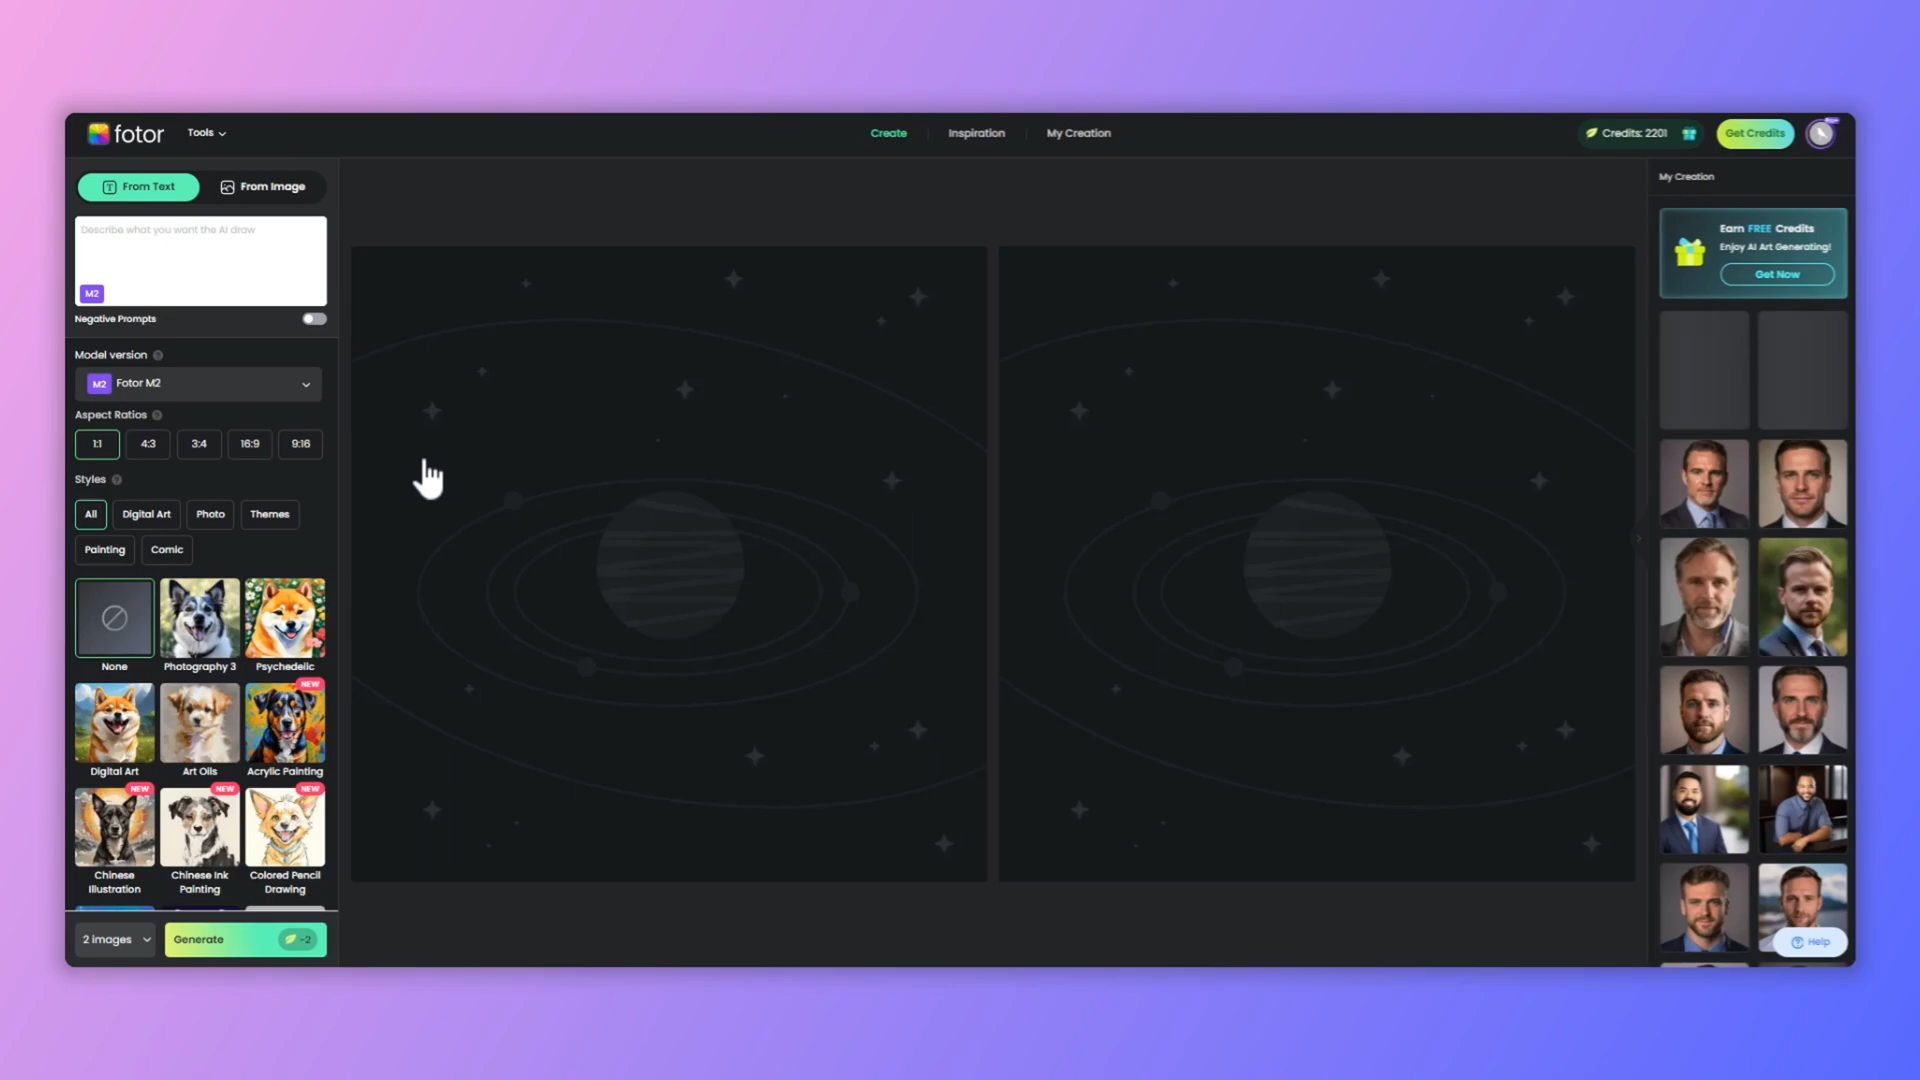 fotor
Tools
Create
Inspiration
My Creation
Credits: 2201
Get Credits
From Text
From Image
Describe what you want the AI draw
M2
Negative Prompts
Model version
M2 Fotor M2
Aspect Ratios
1:1
4:3
3:4
16:9
9:16
Styles
All
Digital Art
Photo
Themes
Painting
Comic
None
Photography 3
Psychedelic
NEW
Digital Art
Art Oils
Acrylic Painting
NEW
NEW
NEW
Chinese
Illustration
Chinese Ink
Painting
Colored Pencil
Drawing
2 images
Generate
-2
My Creation
Earn FREE Credits
Enjoy AI Art Generating!
Get Now
Help